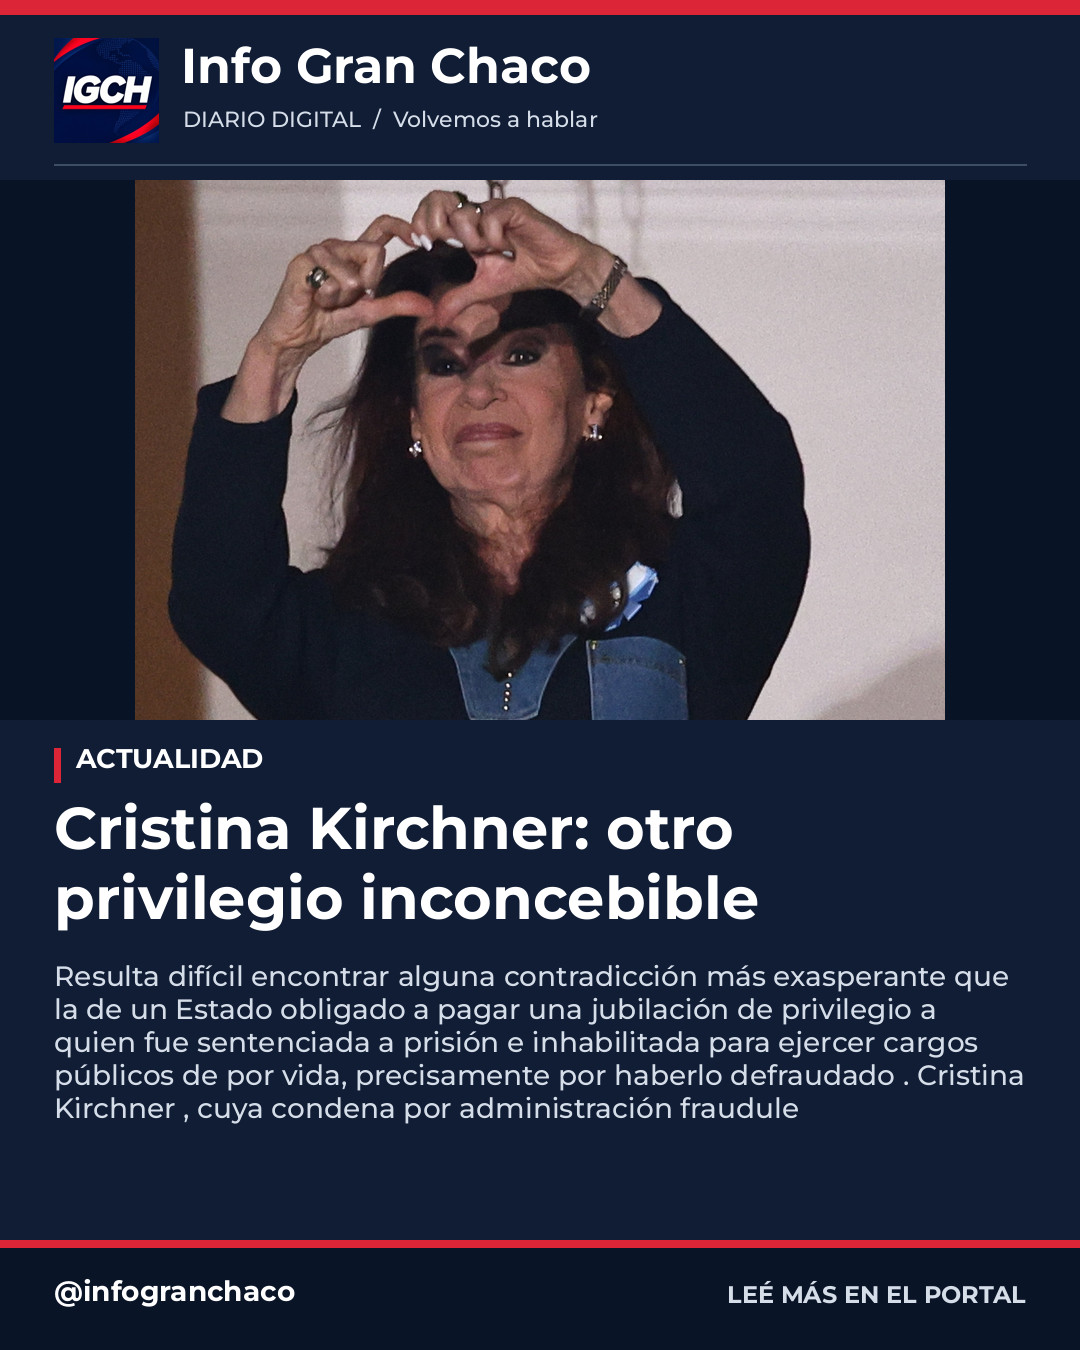 IGCH
Info Gran Chaco
DIARIO DIGITAL / Volvemos a hablar
ACTUALIDAD
Cristina Kirchner: otro
privilegio inconcebible
Resulta difícil encontrar alguna contradicción más exasperante que
la de un Estado obligado a pagar una jubilación de privilegio a
quien fue sentenciada a prisión e inhabilitada para ejercer cargos
públicos de por vida, precisamente por haberlo defraudado . Cristina
Kirchner , cuya condena por administración fraudule
@infogranchaco
LEÉ MÁS EN EL PORTAL